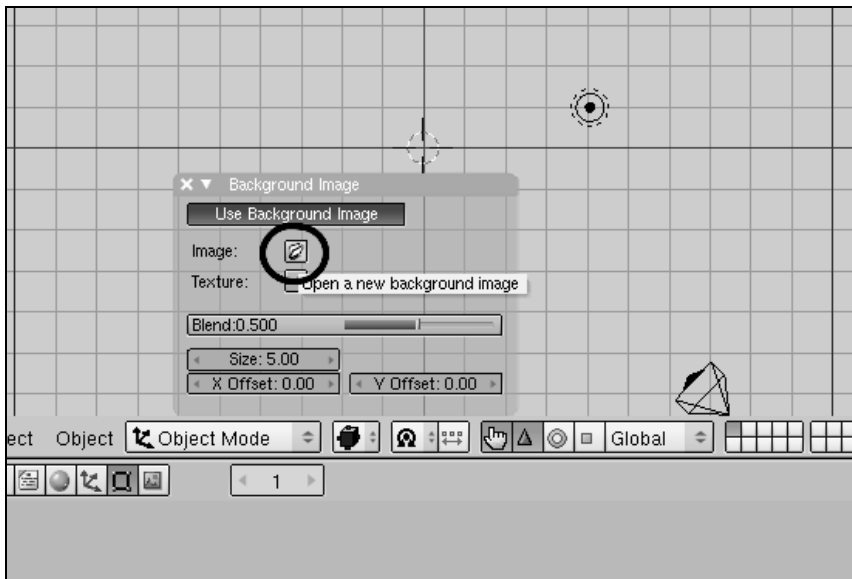 Background Image
Use Background Image
Image:
Texture:
Open a new background image
Blend:0.500
Size: 5.00
X Offset: 0.00 Y Offset: 0.00
ect Object Object Mode Global
1